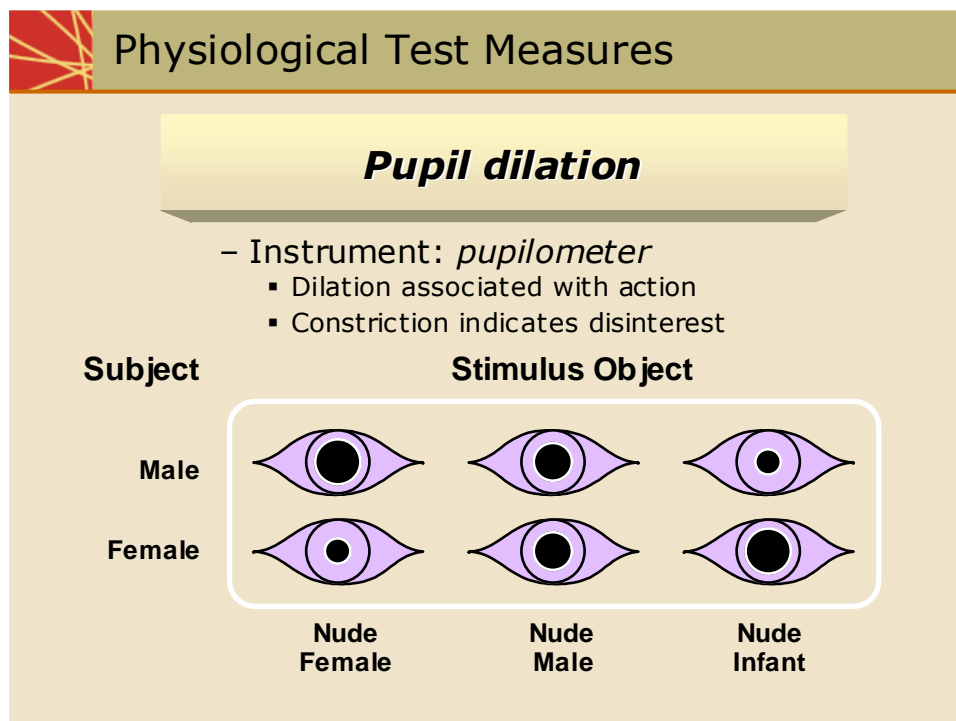 Physiological Test Measures
Pupil dilation
– Instrument: pupilometer
▪ Dilation associated with action
▪ Constriction indicates disinterest
Subject Stimulus Object
Male
Female
Nude Nude Nude
Female Male Infant